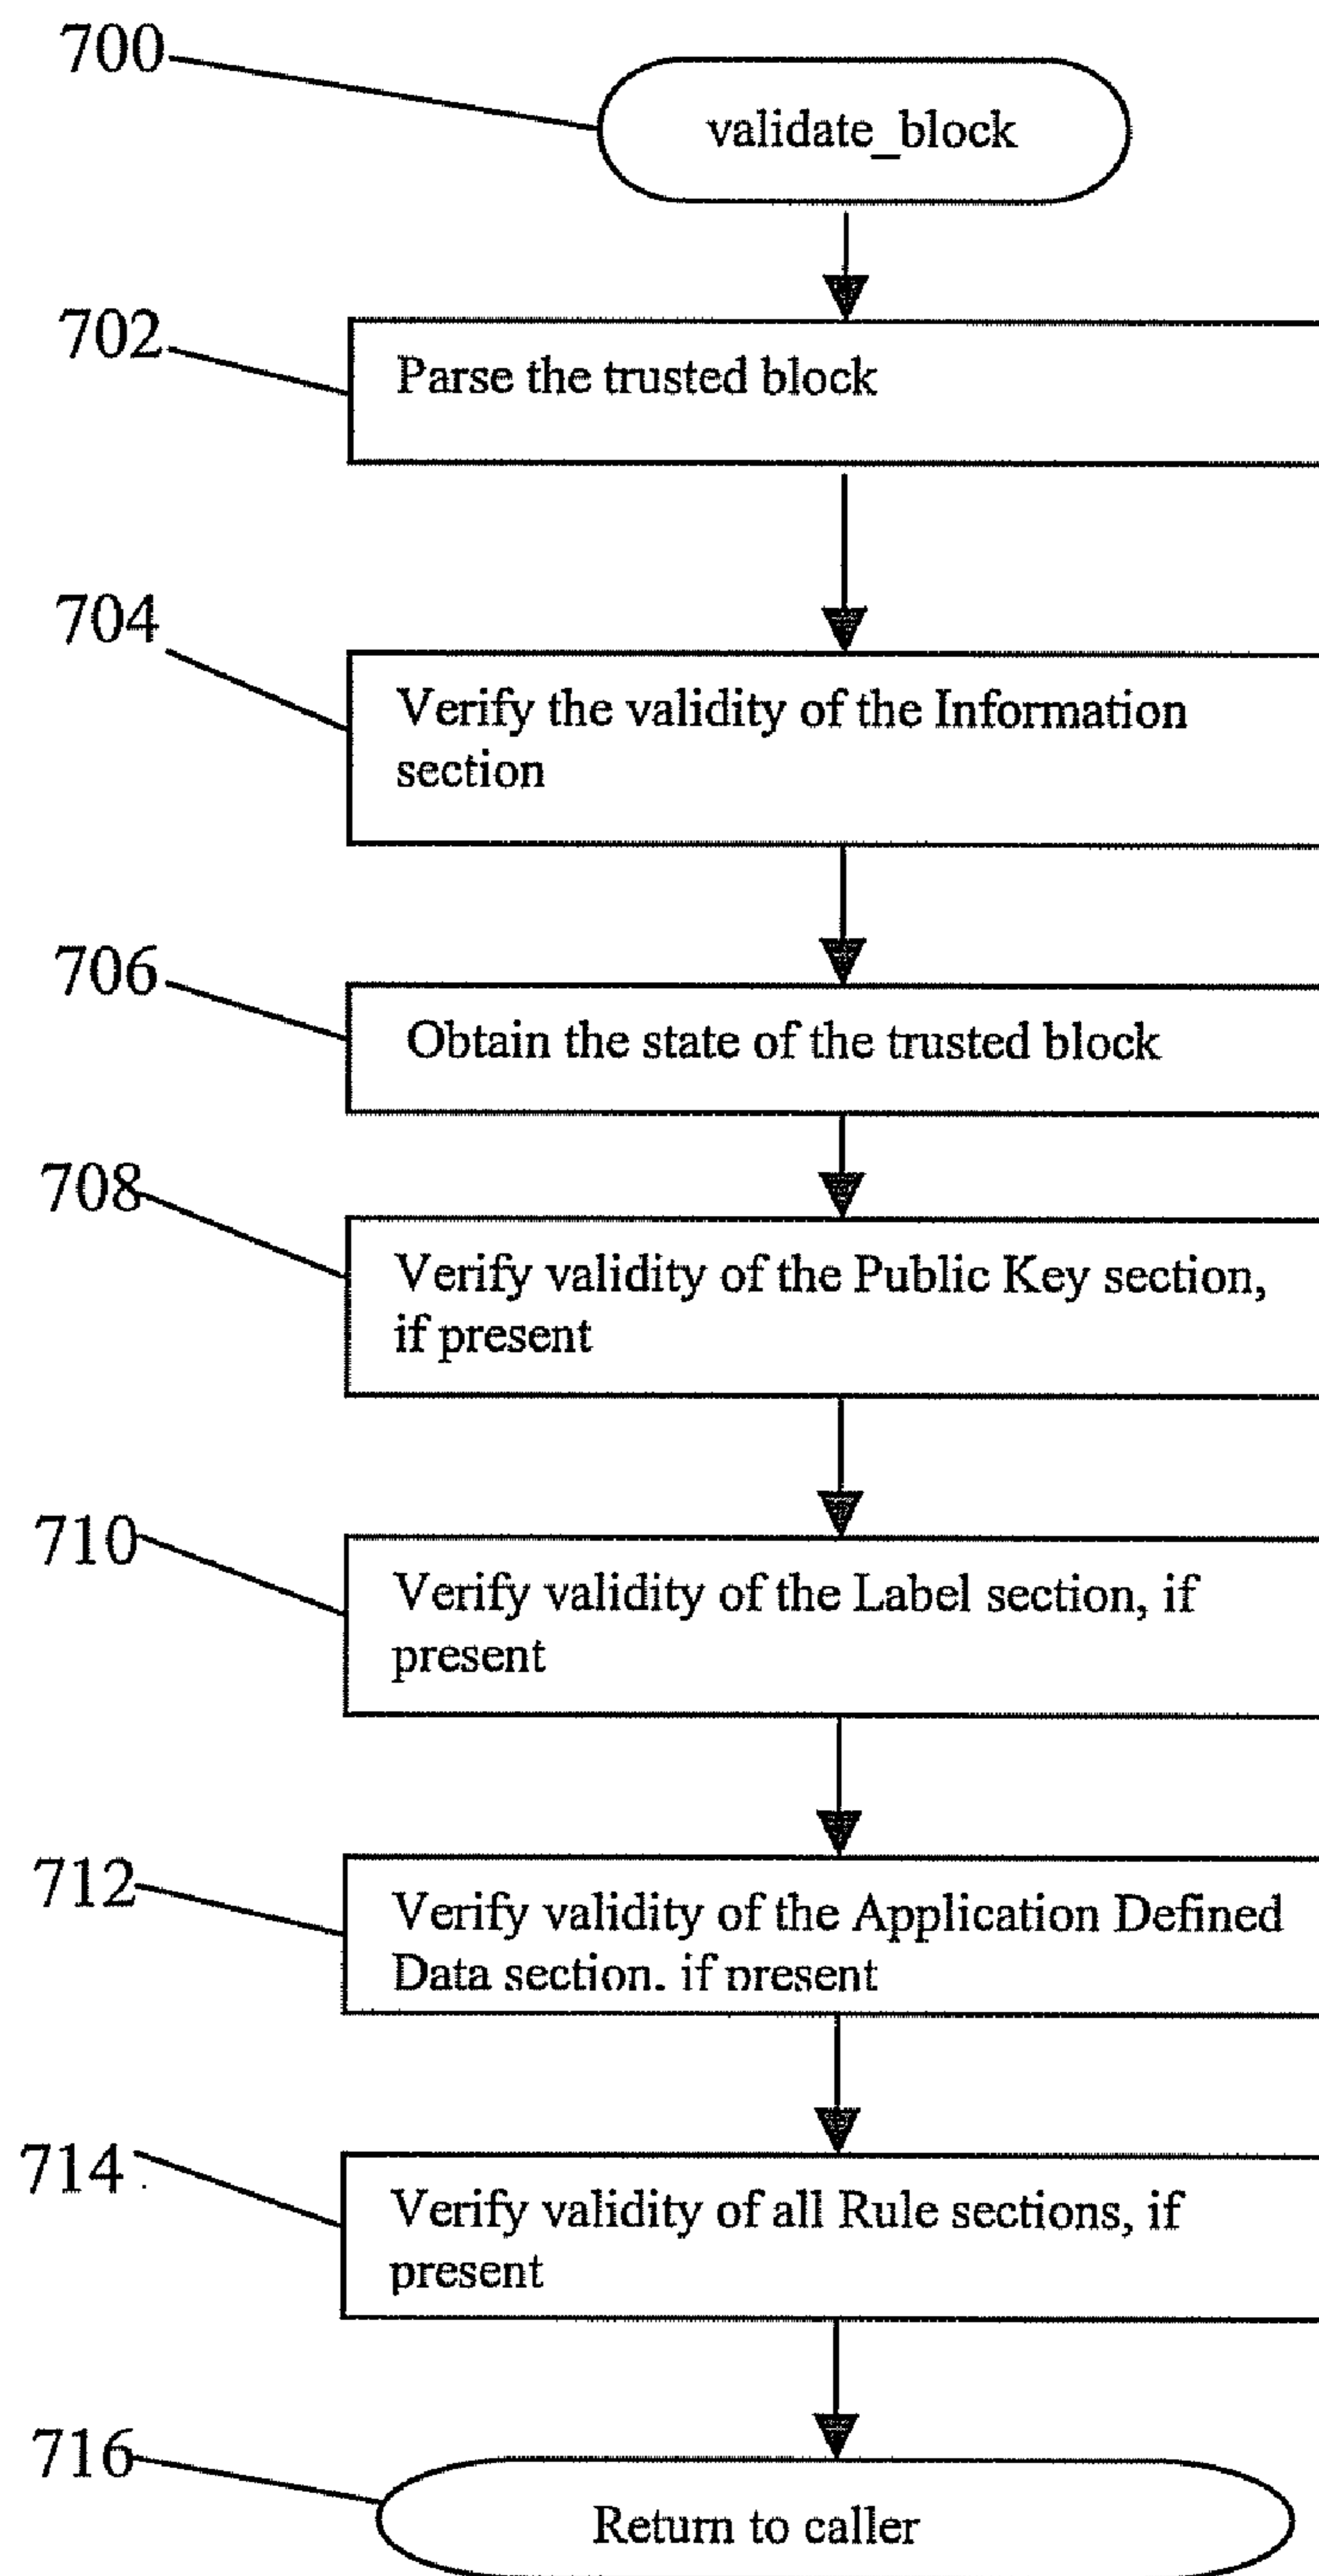 700
validate_block
702
Parse the trusted block
704
Verify the validity of the Information
section
706
Obtain the state of the trusted block
708
Verify validity of the Public Key section,
if present
710
Verify validity of the Label section, if
present
712
Verify validity of the Application Defined
Data section, if present
714
Verify validity of all Rule sections, if
present
716
Return to caller